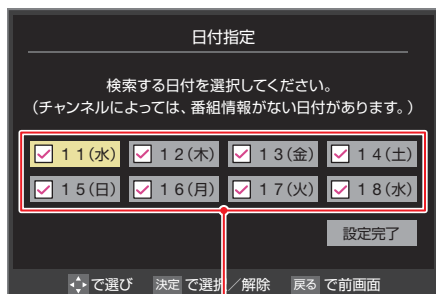 日付指定
検索する日付を選択してください。
（チャンネルによっては、番組情報がない日付があります。）
１１(水) １２(木) １３(金) １４(土)
１５(日) １６(月) １７(火) １８(水)
設定完了
で選び 決定 で選択／解除 戻る で前画面